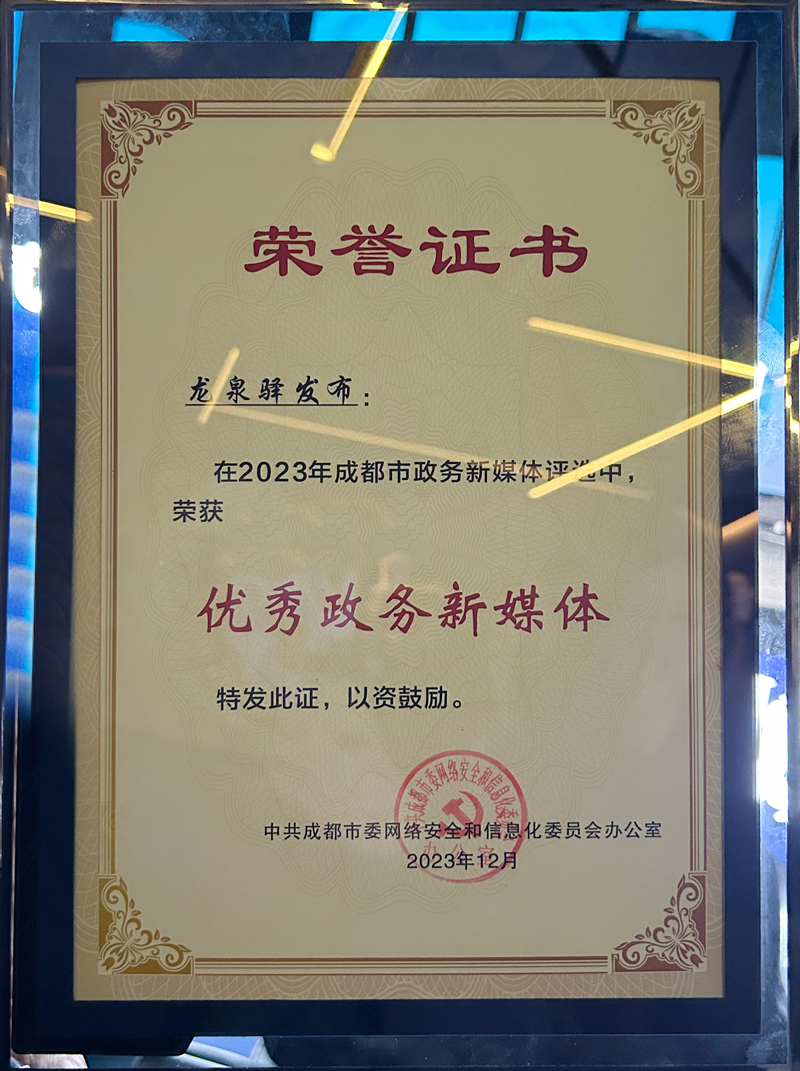 荣誉证书
龙泉驿发布：
在2023年成都市政务新媒体评选中，
荣获
优秀政务新媒体
特发此证，以资鼓励。
中共成都市委网络安全和信息化委员会办公室
2023年12月